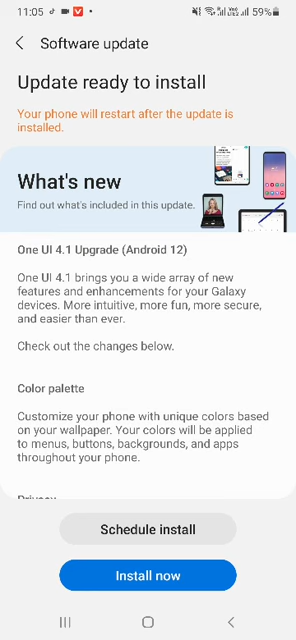 11:05
59%
Software update
Update ready to install
Your phone will restart after the update is
installed.
What's new
Find out what's included in this update.
One UI 4.1 Upgrade (Android 12)
One UI 4.1 brings you a wide array of new
features and enhancements for your Galaxy
devices. More intuitive, more fun, more secure,
and easier than ever.
Check out the changes below.
Color palette
Customize your phone with unique colors based
on your wallpaper. Your colors will be applied
to menus, buttons, backgrounds, and apps
throughout your phone.
Privacy
Schedule install
Install now